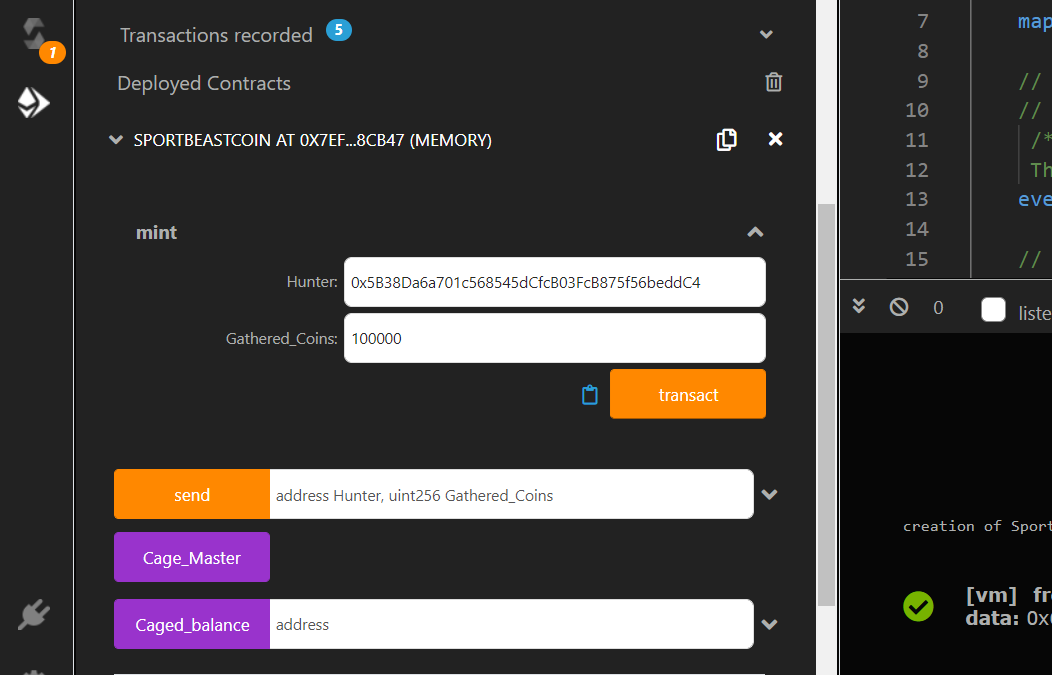 1
Transactions recorded 5
Deployed Contracts
SPORTBEASTCOIN AT 0X7EF...8CB47 (MEMORY)
mint
Hunter: 0x5B38Da6a701c568545dCfcB03FcB875f56beddC4
Gathered_Coins: 100000
transact
send address Hunter, uint256 Gathered_Coins
Cage_Master
Caged_balance address
7 map
8
9 //
10 //
11 /*
12 Th
13 eve
14
15 //
0 liste
creation of Sport
[vm] fro
data: 0x6